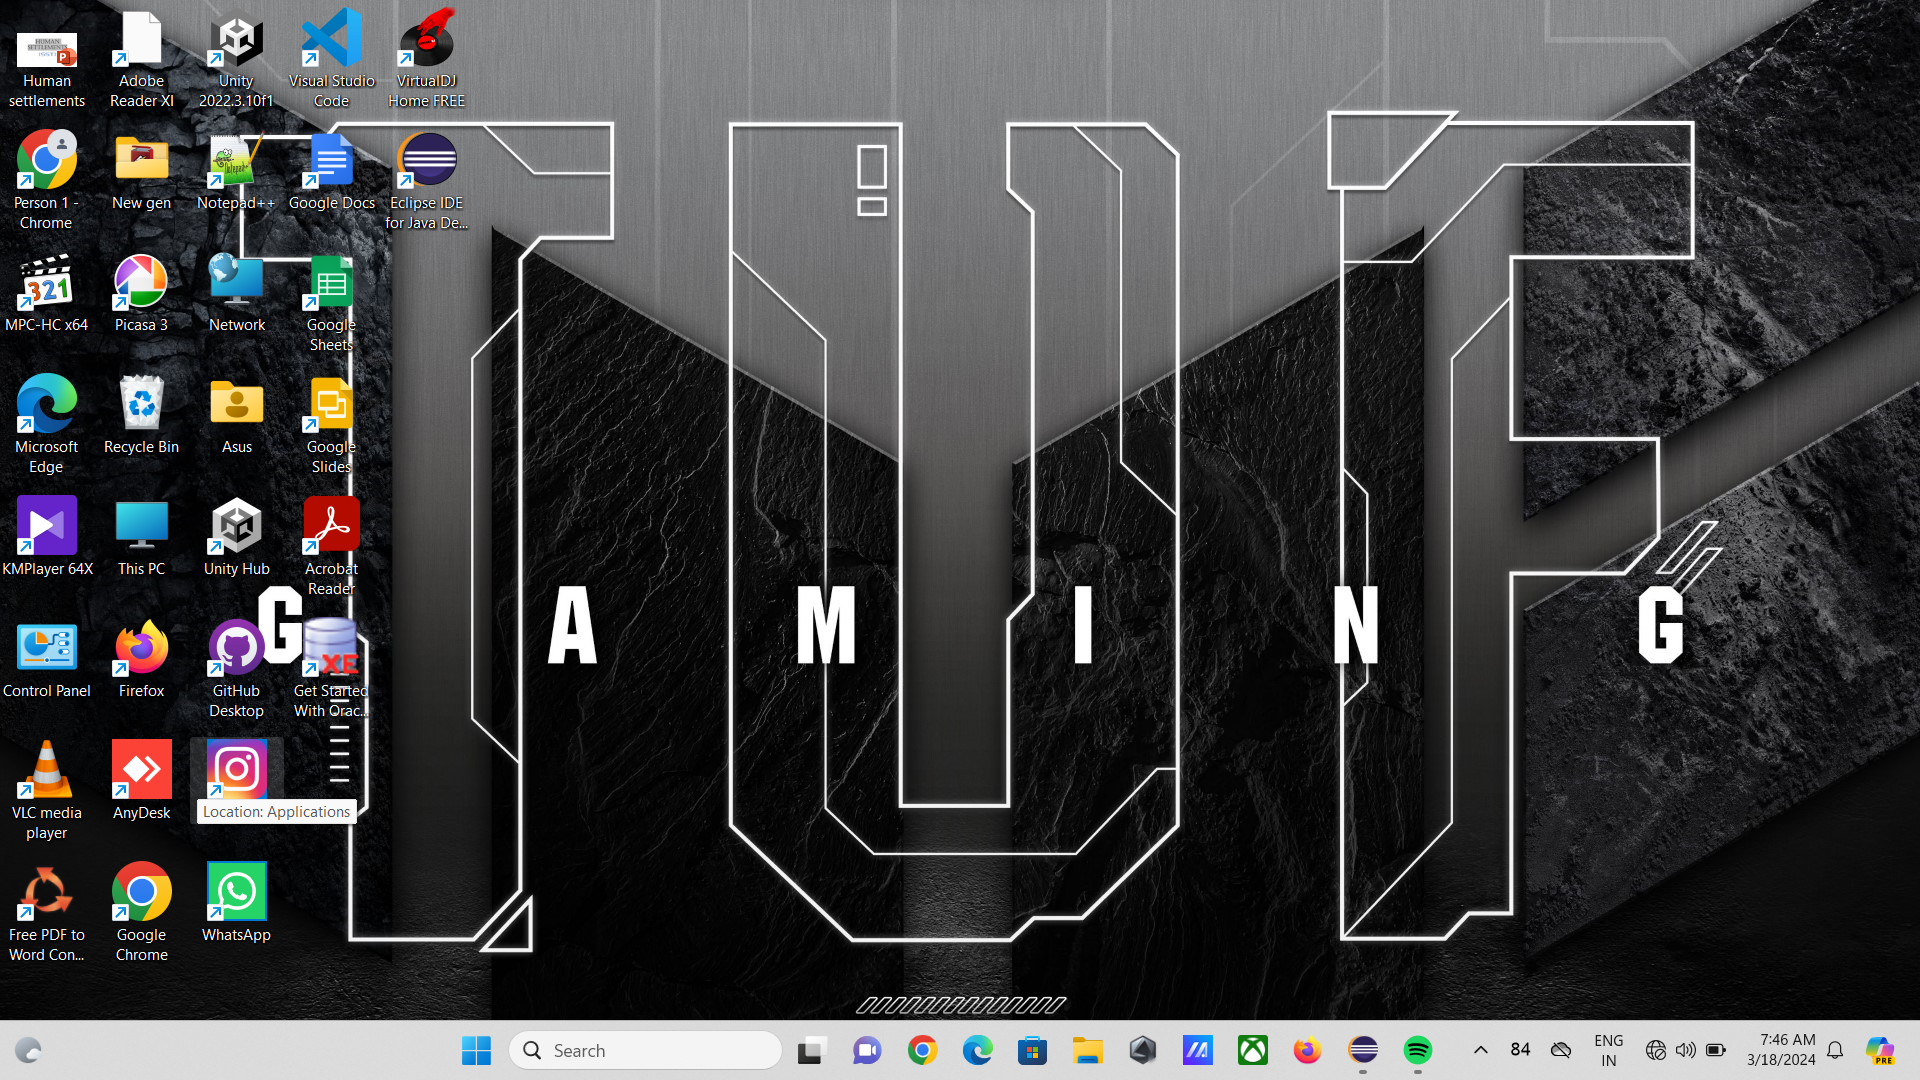 Human
settlements
Adobe
Reader XI
Unity
2022.3.10f1
Visual Studio
Code
VirtualDJ
Home FREE
Person 1 -
Chrome
New gen
Notepad++
Google Docs
Eclipse IDE
for Java De...
MPC-HC x64
Picasa 3
Network
Google
Sheets
Microsoft
Edge
Recycle Bin
Asus
Google
Slides
KMPlayer 64X
This PC
Unity Hub
Acrobat
Reader
Control Panel
Firefox
GitHub
Desktop
XE
Get Started
With Orac...
VLC media
player
AnyDesk
Location: Applications
Free PDF to
Word Con...
Google
Chrome
WhatsApp
TUF
GAMING
Search
84
ENG
IN
7:46 AM
3/18/2024
PRE